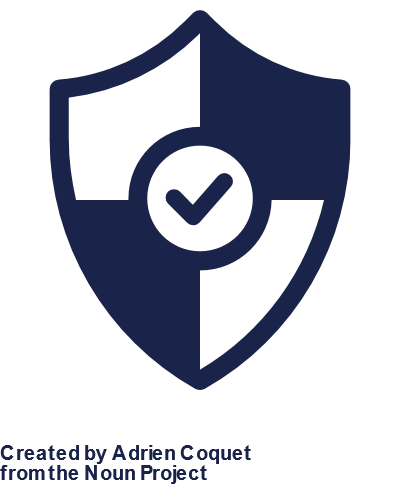 Created by Adrien Coquet
from the Noun Project